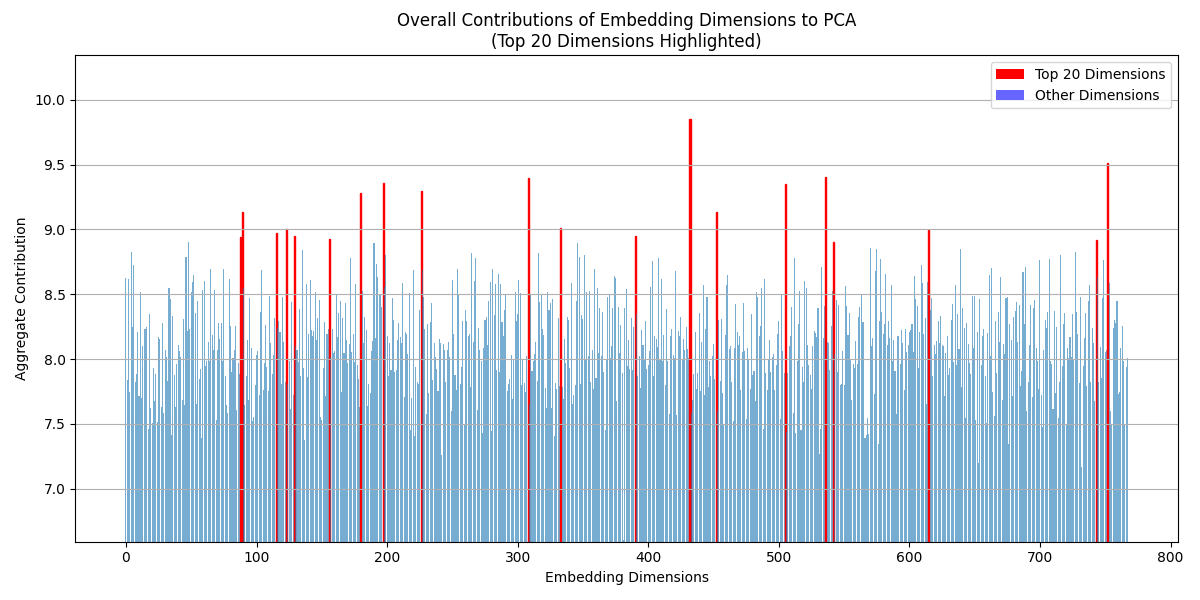 Overall Contributions of Embedding Dimensions to PCA
(Top 20 Dimensions Highlighted)
Top 20 Dimensions
Other Dimensions
Aggregate Contribution
10.0
9.5
9.0
8.5
8.0
7.5
7.0
0 100 200 300 400 500 600 700 800
Embedding Dimensions